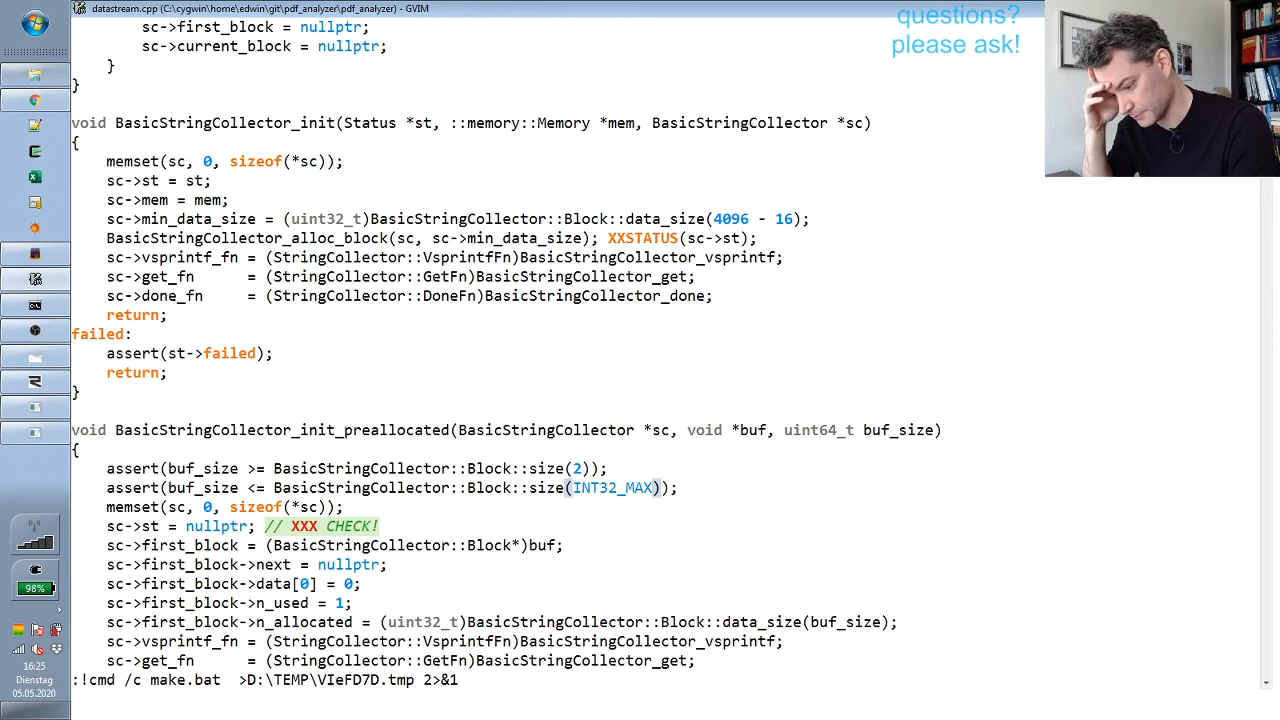 datastream.cpp (C:\cygwin\home\edwin\git\pdf_analyzer\pdf_analyzer) - GVIM
questions?
please ask!
sc->first_block = nullptr;
sc->current_block = nullptr;
}
}
void BasicStringCollector_init(Status *st, ::memory::Memory *mem, BasicStringCollector *sc)
{
memset(sc, 0, sizeof(*sc));
sc->st = st;
sc->mem = mem;
sc->min_data_size = (uint32_t)BasicStringCollector::Block::data_size(4096 - 16);
BasicStringCollector_alloc_block(sc, sc->min_data_size); XXSTATUS(sc->st);
sc->vsprintf_fn = (StringCollector::VsprintfFn)BasicStringCollector_vsprintf;
sc->get_fn      = (StringCollector::GetFn)BasicStringCollector_get;
sc->done_fn     = (StringCollector::DoneFn)BasicStringCollector_done;
return;
failed:
assert(st->failed);
return;
}
void BasicStringCollector_init_preallocated(BasicStringCollector *sc, void *buf, uint64_t buf_size)
{
assert(buf_size >= BasicStringCollector::Block::size(2));
assert(buf_size <= BasicStringCollector::Block::size(INT32_MAX));
memset(sc, 0, sizeof(*sc));
sc->st = nullptr; // XXX CHECK!
sc->first_block = (BasicStringCollector::Block*)buf;
sc->first_block->next = nullptr;
sc->first_block->data[0] = 0;
sc->first_block->n_used = 1;
sc->first_block->n_allocated = (uint32_t)BasicStringCollector::Block::data_size(buf_size);
sc->vsprintf_fn = (StringCollector::VsprintfFn)BasicStringCollector_vsprintf;
sc->get_fn      = (StringCollector::GetFn)BasicStringCollector_get;
:!cmd /c make.bat  >D:\TEMP\VIeFD7D.tmp 2>&1
98%
16:25
Dienstag
05.05.2020